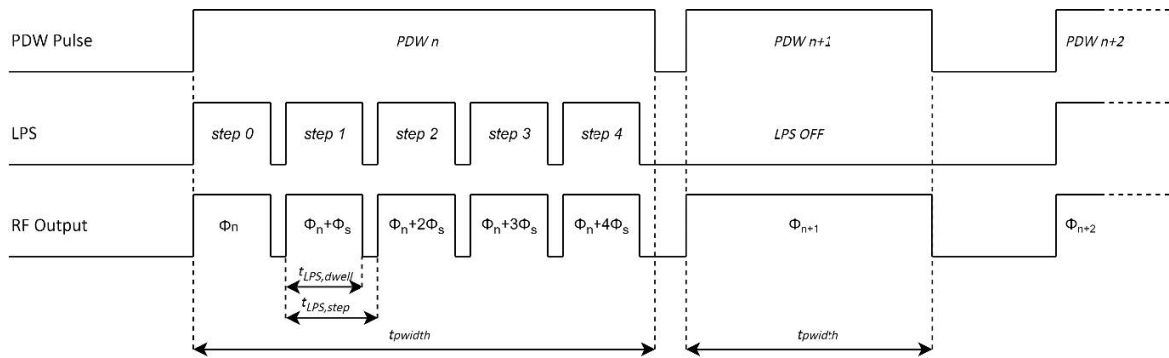 PDW Pulse PDW n PDW n+1 PDW n+2
LPS step 0 step 1 step 2 step 3 step 4 LPS OFF
RF Output Φn Φn+Φs Φn+2Φs Φn+3Φs Φn+4Φs Φn+1 Φn+2
tLPS,dwell
tLPS,step
tpwidth tpwidth